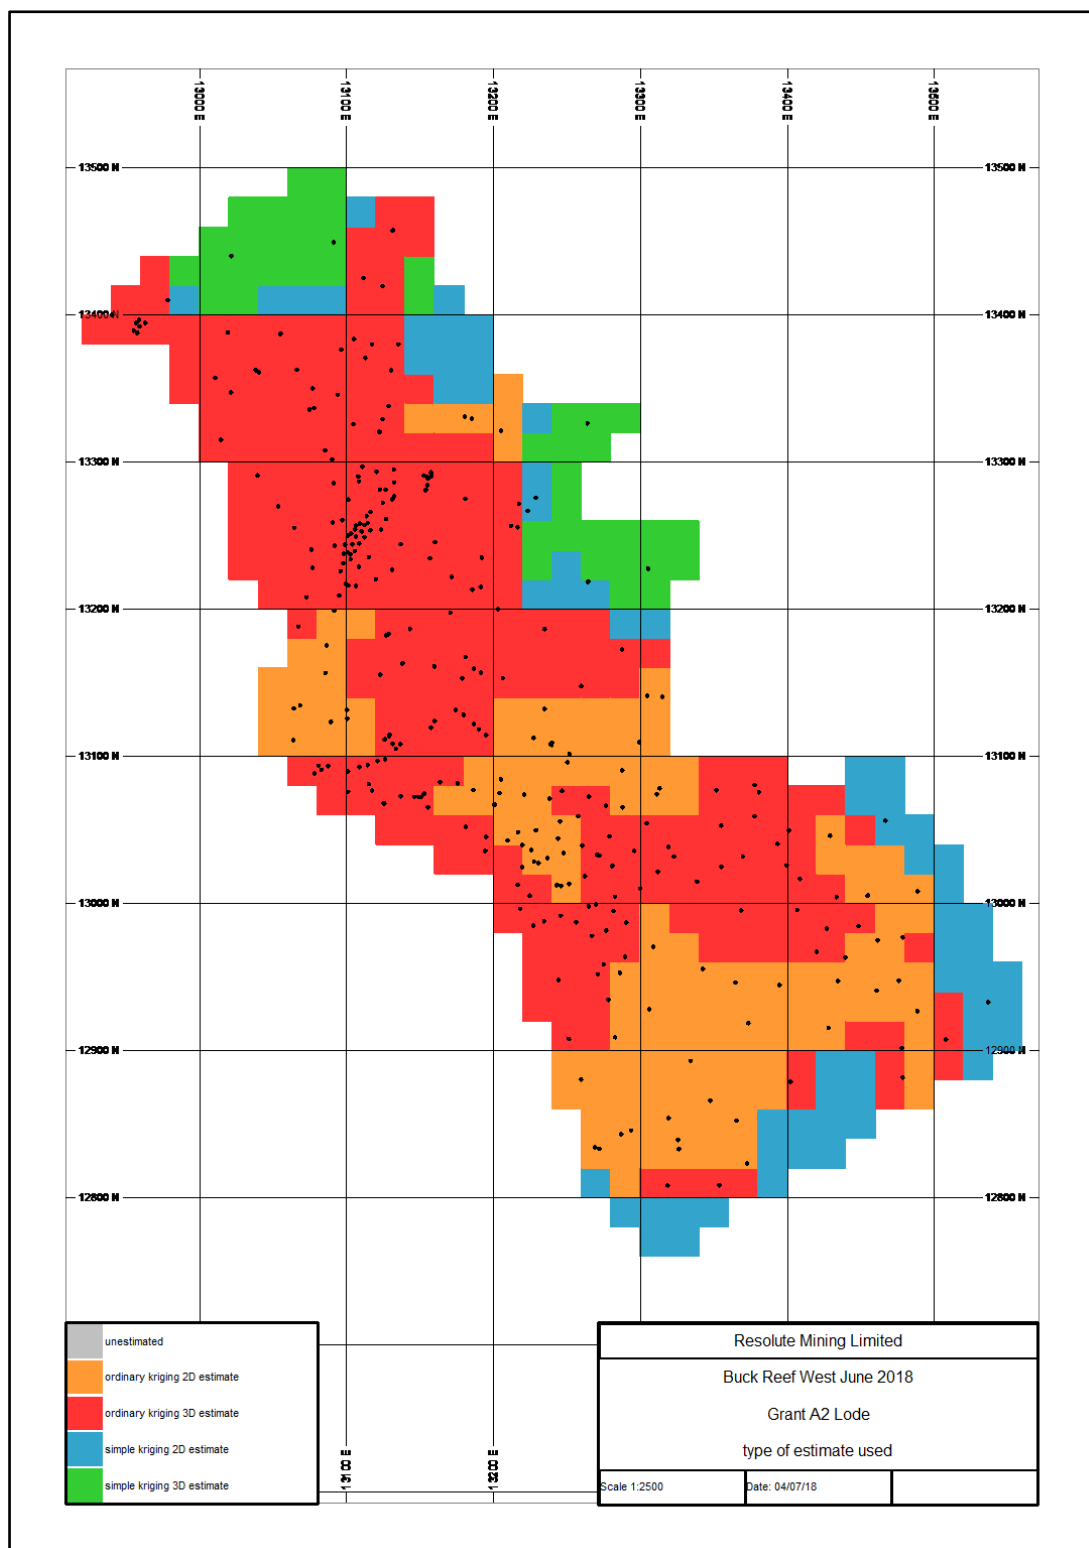 13000 E
13100 E
13200 E
13300 E
13400 E
13500 E
13500 N
13500 N
13400 N
13400 N
13300 N
13300 N
13200 N
13200 N
13100 N
13100 N
13000 N
13000 N
12900 N
12900 N
12800 N
12800 N
13100 E
13200 E
unestimated
ordinary kriging 2D estimate
ordinary kriging 3D estimate
simple kriging 2D estimate
simple kriging 3D estimate
Resolute Mining Limited
Buck Reef West June 2018
Grant A2 Lode
type of estimate used
Scale 1:2500
Date: 04/07/18